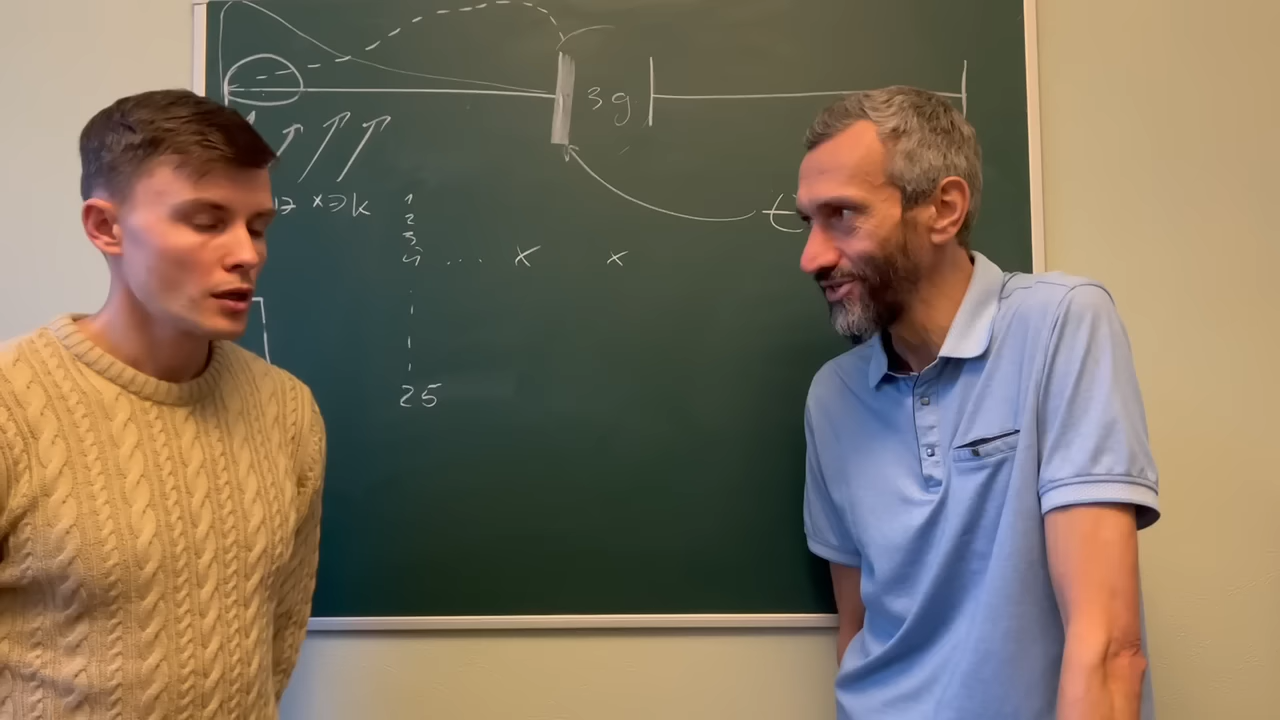 3g
t
x ⇒ k
1
2
3
4 .... x x
25